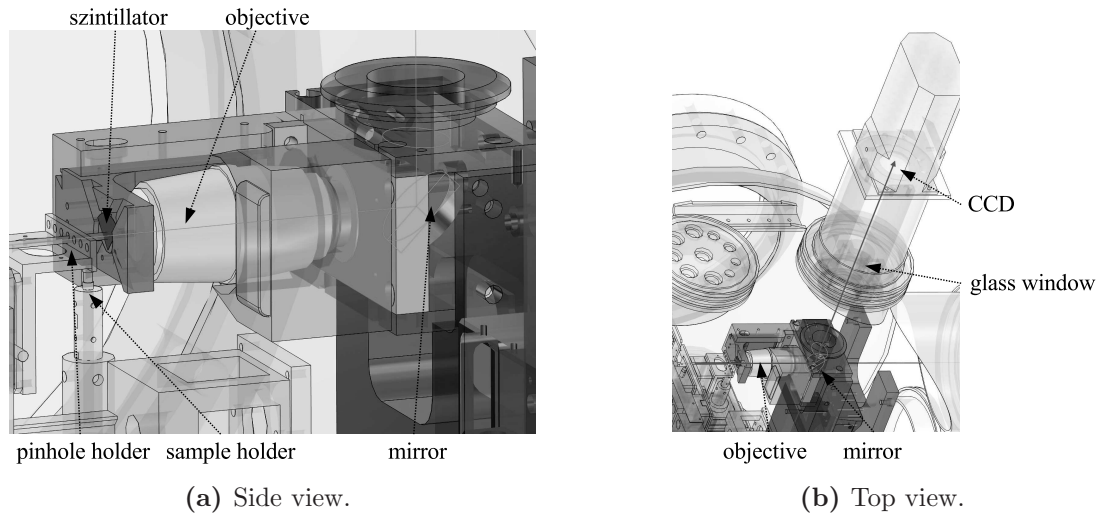 szintillator objective
CCD
glass window
pinhole holder sample holder mirror
objective mirror
(a) Side view.
(b) Top view.